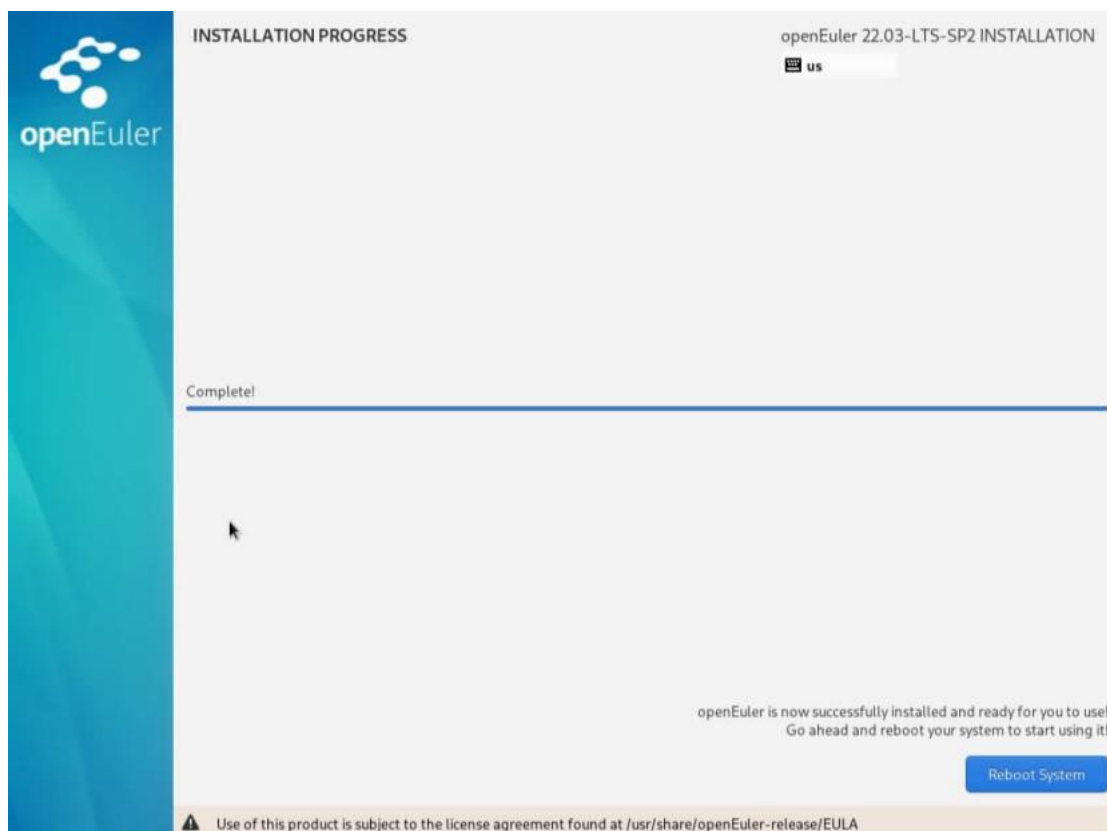 openEuler
INSTALLATION PROGRESS
openEuler 22.03-LTS-SP2 INSTALLATION
us
Complete!
openEuler is now successfully installed and ready for you to use!
Go ahead and reboot your system to start using it!
Reboot System
Use of this product is subject to the license agreement found at /usr/share/openEuler-release/EULA